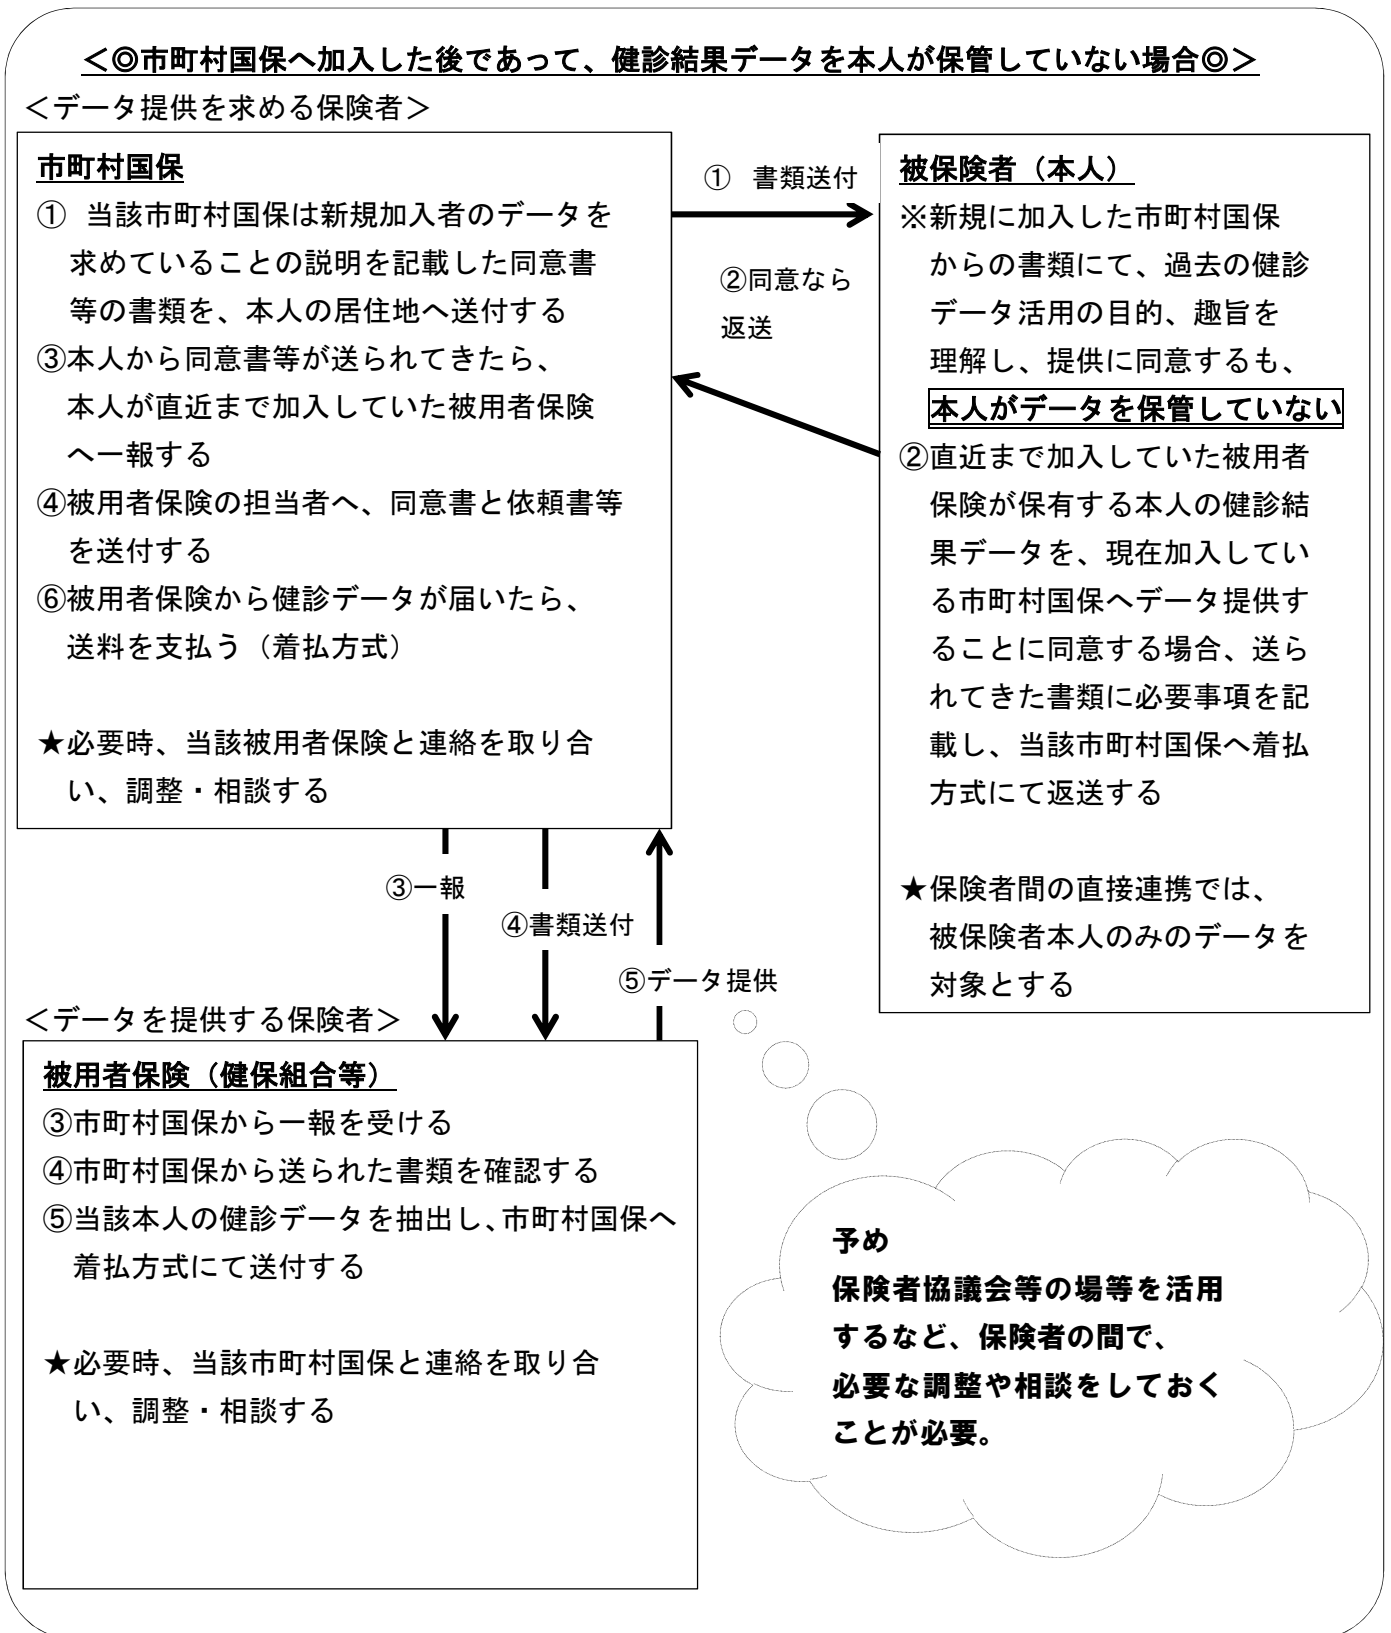 ＜◎市町村国保へ加入した後であって、健診結果データを本人が保管していない場合◎＞
＜データ提供を求める保険者＞
市町村国保
① 当該市町村国保は新規加入者のデータを
求めていることの説明を記載した同意書
等の書類を、本人の居住地へ送付する
③本人から同意書等が送られてきたら、
本人が直近まで加入していた被用者保険
へ一報する
④被用者保険の担当者へ、同意書と依頼書等
を送付する
⑥被用者保険から健診データが届いたら、
送料を支払う（着払方式）
★必要時、当該被用者保険と連絡を取り合
い、調整・相談する
① 書類送付
②同意なら
返送
被保険者（本人）
※新規に加入した市町村国保
からの書類にて、過去の健診
データ活用の目的、趣旨を
理解し、提供に同意するも、
本人がデータを保管していない
②直近まで加入していた被用者
保険が保有する本人の健診結
果データを、現在加入してい
る市町村国保へデータ提供す
ることに同意する場合、送ら
れてきた書類に必要事項を記
載し、当該市町村国保へ着払
方式にて返送する
★保険者間の直接連携では、
被保険者本人のみのデータを
対象とする
③一報
④書類送付
⑤データ提供
＜データを提供する保険者＞
被用者保険（健保組合等）
③市町村国保から一報を受ける
④市町村国保から送られた書類を確認する
⑤当該本人の健診データを抽出し、市町村国保へ
着払方式にて送付する
★必要時、当該市町村国保と連絡を取り合
い、調整・相談する
予め
保険者協議会等の場等を活用
するなど、保険者の間で、
必要な調整や相談をしておく
ことが必要。